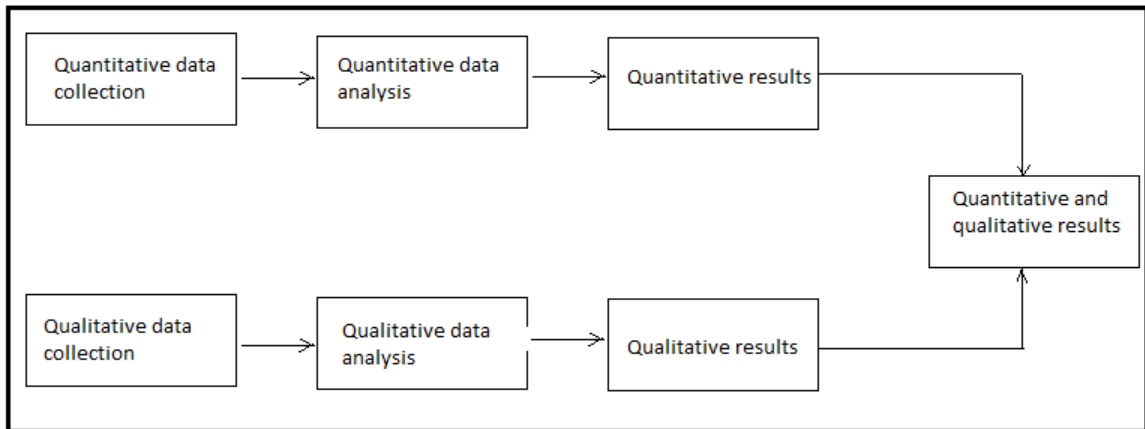 Quantitative data
collection
Quantitative data
analysis
Quantitative results
Quantitative and
qualitative results
Qualitative data
collection
Qualitative data
analysis
Qualitative results